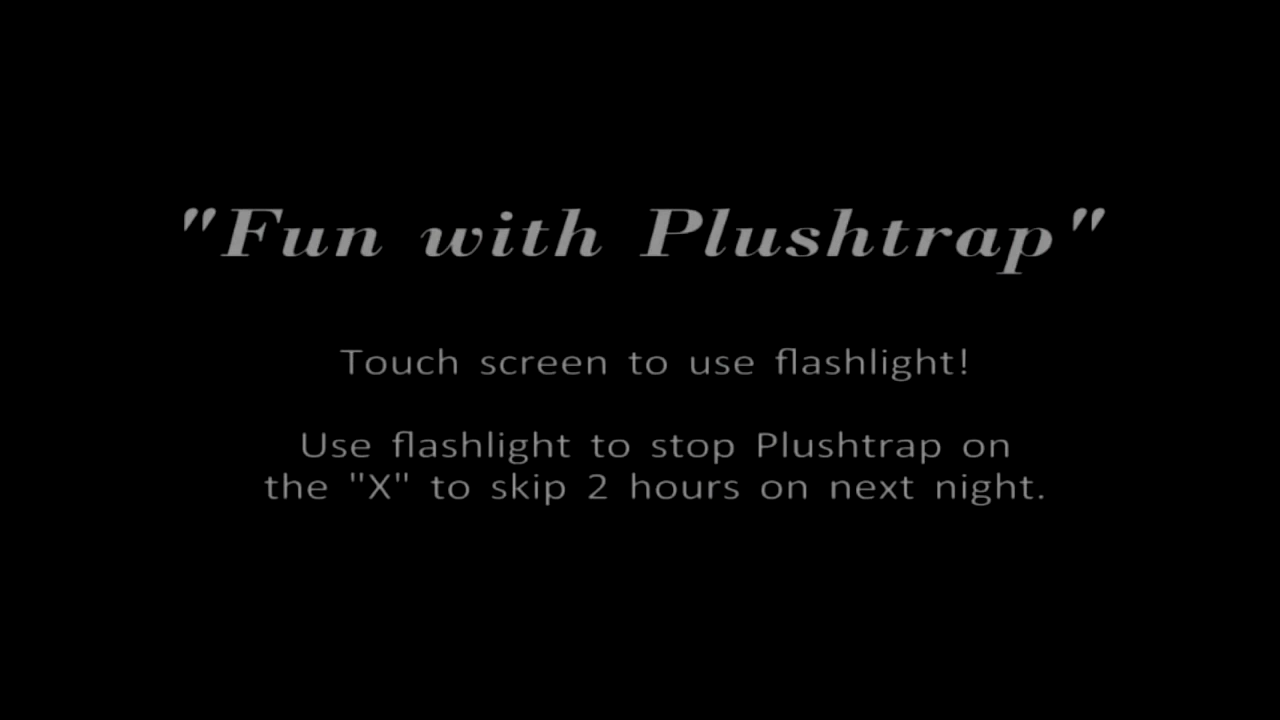 "Fun with Plushtrap"
Touch screen to use flashlight!
Use flashlight to stop Plushtrap on
the "X" to skip 2 hours on next night.